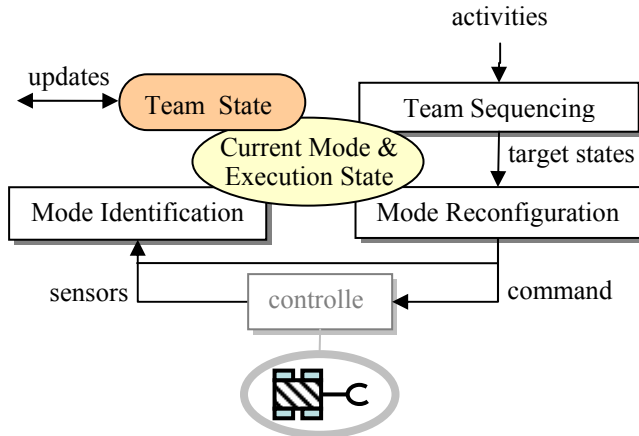 activities
updates
Team State
Team Sequencing
Current Mode &
Execution State
target states
Mode Identification
Mode Reconfiguration
sensors
controlle
command